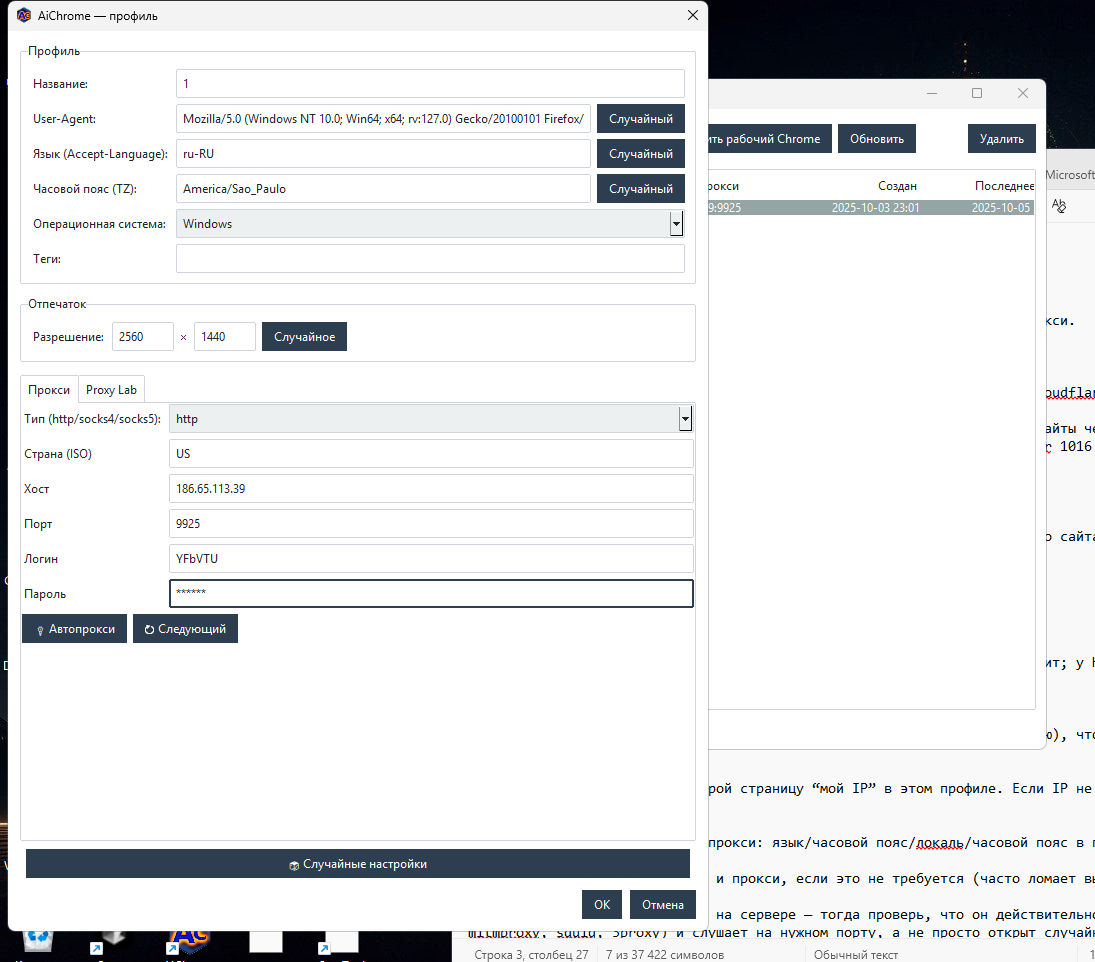 AiChrome — профиль
Профиль
Название:
1
User-Agent:
Mozilla/5.0 (Windows NT 10.0; Win64; x64; rv:127.0) Gecko/20100101 Firefox/
Случайный
Язык (Accept-Language):
ru-RU
Случайный
Часовой пояс (TZ):
America/Sao_Paulo
Случайный
Операционная система:
Windows
Теги:
Отпечаток
Разрешение:
2560
×
1440
Случайное
Прокси
Proxy Lab
Тип (http/socks4/socks5):
http
Страна (ISO)
US
Хост
186.65.113.39
Порт
9925
Логин
YFbVTU
Пароль
******
Автопрокси
Следующий
Случайные настройки
OK
Отмена
ить рабочий Chrome
Обновить
Удалить
рокси
Создан
Последнее
9:9925
2025-10-03 23:01
2025-10-05
Microsoft
кси.
oudflar
айты че
r 1016
о сайта
ит; у
ю), что
рой страницу “мой IP” в этом профиле. Если IP не
прокси: язык/часовой пояс/локаль/часовой пояс в
и прокси, если это не требуется (часто ломает вы
на сервере — тогда проверь, что он действительно
mitmproxy, squid, 3proxy) и слушает на нужном порту, а не просто открыт случайн
Строка 3, столбец 27
7 из 37 422 символов
Обычный текст